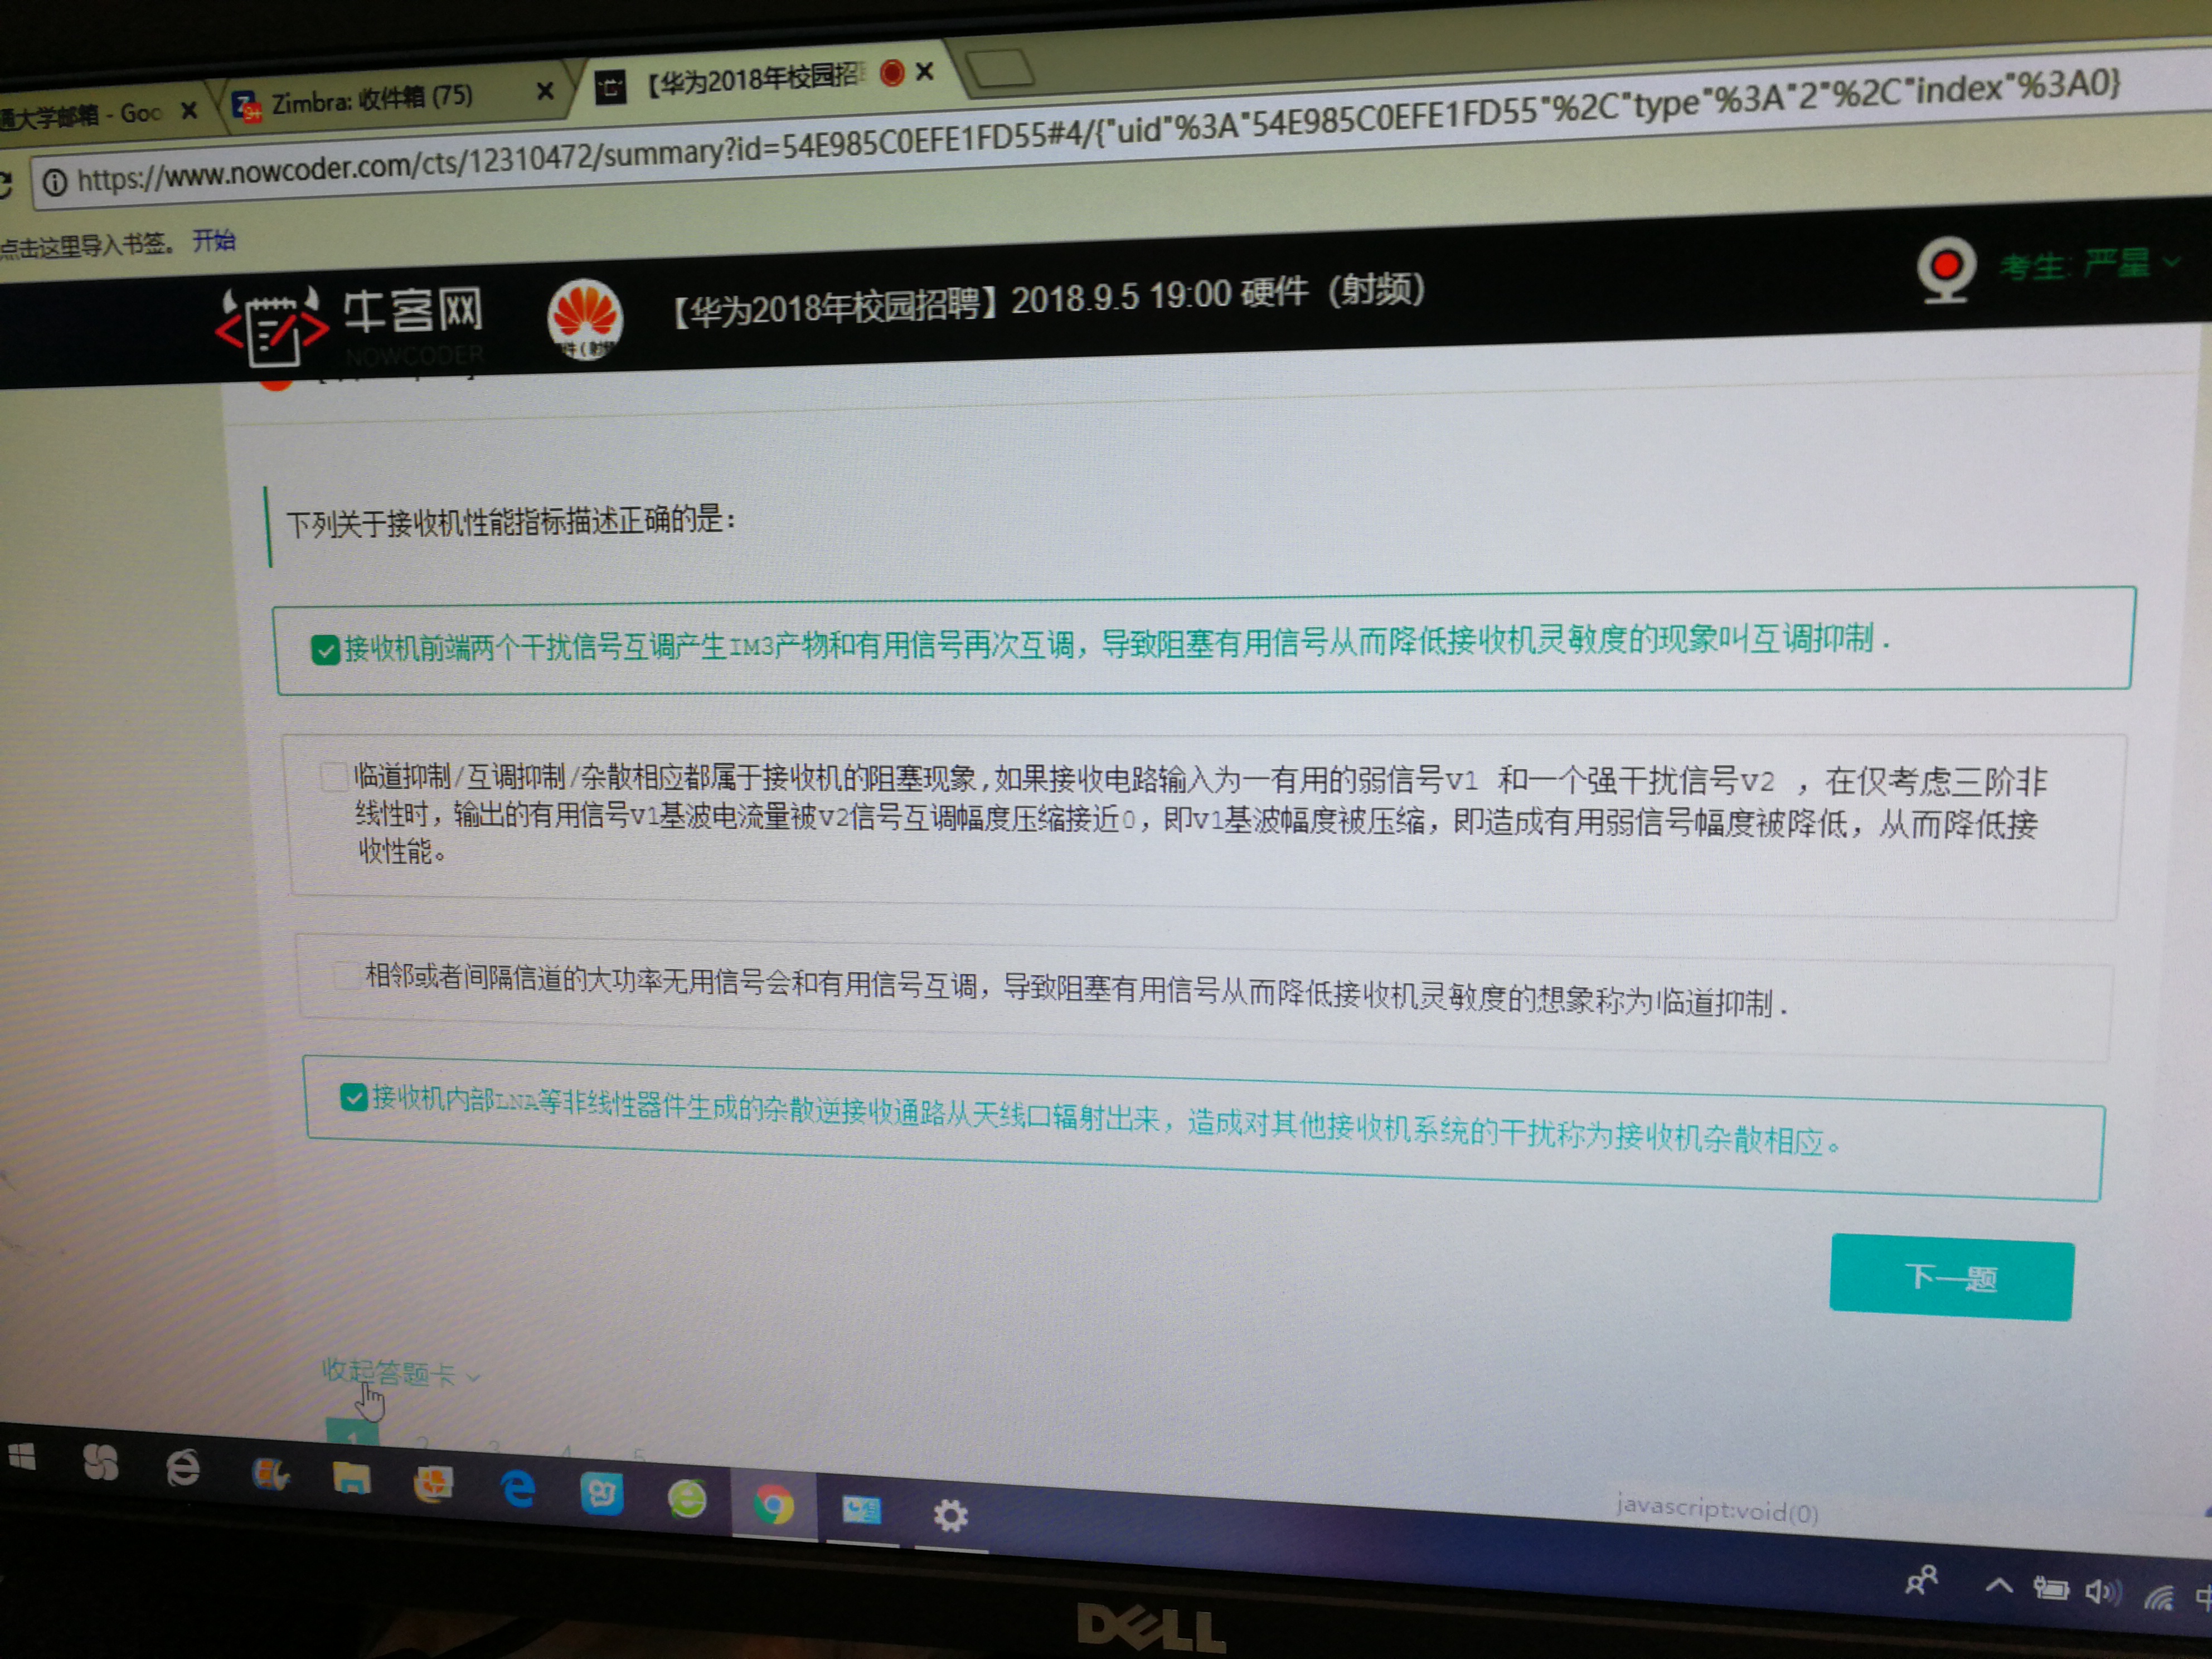 通大学邮箱 - Goo
Zimbra: 收件箱 (75)
【华为2018年校园招
https://www.nowcoder.com/cts/12310472/summary?id=54E985C0EFE1FD55#4/{"uid"%3A"54E985C0EFE1FD55"%2C"type"%3A"2"%2C"index"%3A0}
点击这里导入书签。 开始
牛客网
NOWCODER
【华为2018年校园招聘】2018.9.5 19:00 硬件（射频）
考生: 严星
下列关于接收机性能指标描述正确的是：
接收机前端两个干扰信号互调产生IM3产物和有用信号再次互调，导致阻塞有用信号从而降低接收机灵敏度的现象叫互调抑制.
临道抑制/互调抑制/杂散相应都属于接收机的阻塞现象,如果接收电路输入为一有用的弱信号V1 和一个强干扰信号V2 ，在仅考虑三阶非
线性时，输出的有用信号V1基波电流量被V2信号互调幅度压缩接近0，即V1基波幅度被压缩，即造成有用弱信号幅度被降低，从而降低接
收性能。
相邻或者间隔信道的大功率无用信号会和有用信号互调，导致阻塞有用信号从而降低接收机灵敏度的想象称为临道抑制.
接收机内部LNA等非线性器件生成的杂散逆接收通路从天线口辐射出来，造成对其他接收机系统的干扰称为接收机杂散相应。
下一题
收起答题卡
1 2 3 4 5
javascript:void(0)
中
DELL